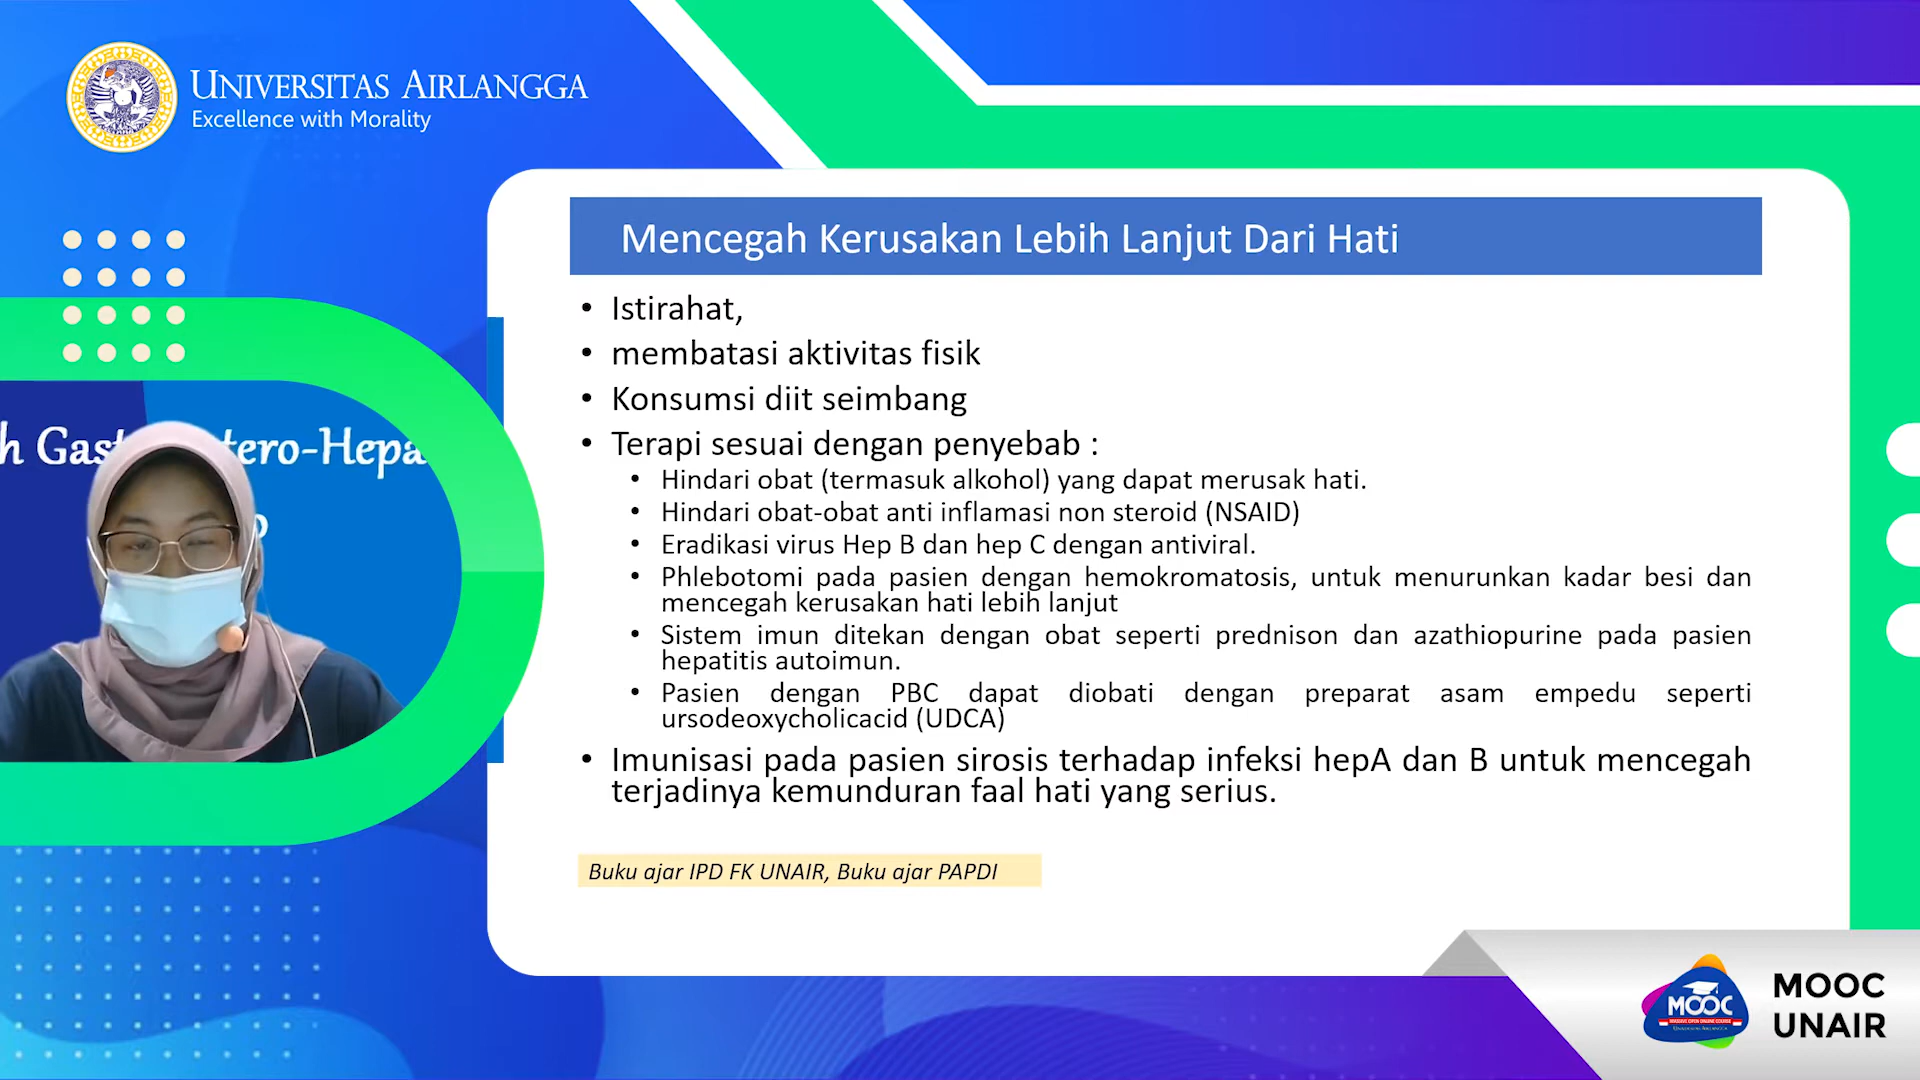 UNIVERSITAS AIRLANGGA
Excellence with Morality
Mencegah Kerusakan Lebih Lanjut Dari Hati
• Istirahat,
• membatasi aktivitas fisik
• Konsumsi diit seimbang
• Terapi sesuai dengan penyebab :
• Hindari obat (termasuk alkohol) yang dapat merusak hati.
• Hindari obat-obat anti inflamasi non steroid (NSAID)
• Eradikasi virus Hep B dan hep C dengan antiviral.
• Phlebotomi pada pasien dengan hemokromatosis, untuk menurunkan kadar besi dan
mencegah kerusakan hati lebih lanjut
• Sistem imun ditekan dengan obat seperti prednison dan azathiopurine pada pasien
hepatitis autoimun.
• Pasien dengan PBC dapat diobati dengan preparat asam empedu seperti
ursodeoxycholicacid (UDCA)
• Imunisasi pada pasien sirosis terhadap infeksi hepA dan B untuk mencegah
terjadinya kemunduran faal hati yang serius.
Buku ajar IPD FK UNAIR, Buku ajar PAPDI
h Gast tero-Hepa
MOOC
MOOC
UNAIR